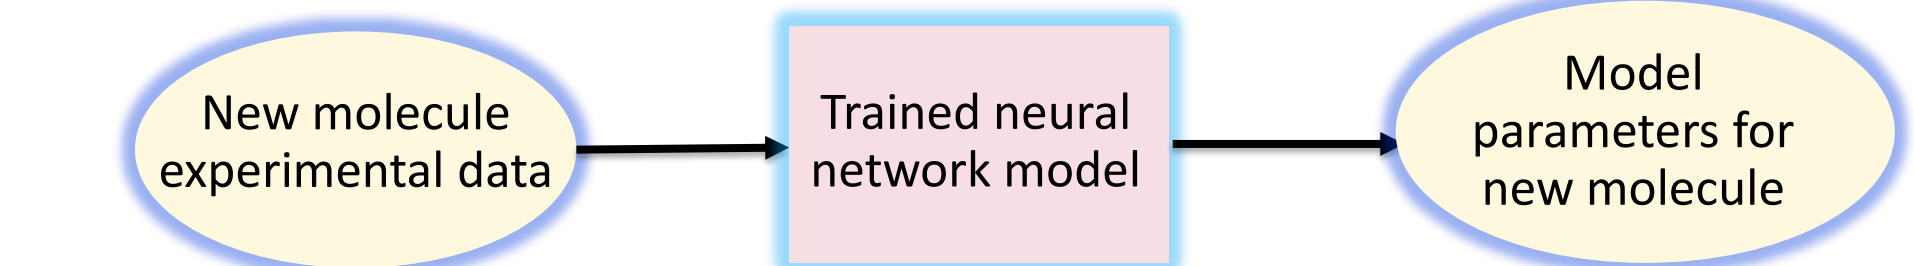 New molecule
experimental data
Trained neural
network model
Model
parameters for
new molecule